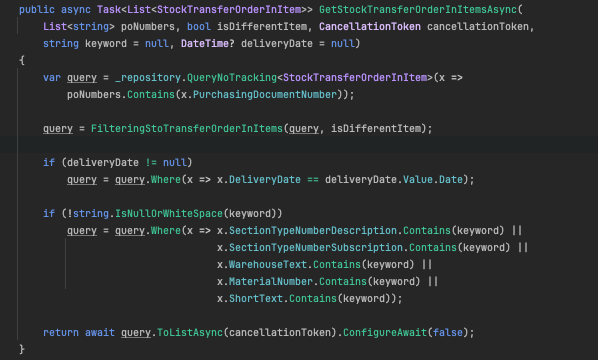 public async Task<List<StockTransferOrderInItem>> GetStockTransferOrderInItemsAsync(
    List<string> poNumbers, bool isDifferentItem, CancellationToken cancellationToken,
    string keyword = null, DateTime? deliveryDate = null)
{
    var query = _repository.QueryNoTracking<StockTransferOrderInItem>(x =>
        poNumbers.Contains(x.PurchasingDocumentNumber));

    query = FilteringStoTransferOrderInItems(query, isDifferentItem);

    if (deliveryDate != null)
        query = query.Where(x => x.DeliveryDate == deliveryDate.Value.Date);

    if (!string.IsNullOrWhiteSpace(keyword))
        query = query.Where(x => x.SectionTypeNumberDescription.Contains(keyword) ||
                                 x.SectionTypeNumberSubscription.Contains(keyword) ||
                                 x.WarehouseText.Contains(keyword) ||
                                 x.MaterialNumber.Contains(keyword) ||
                                 x.ShortText.Contains(keyword));

    return await query.ToListAsync(cancellationToken).ConfigureAwait(false);
}